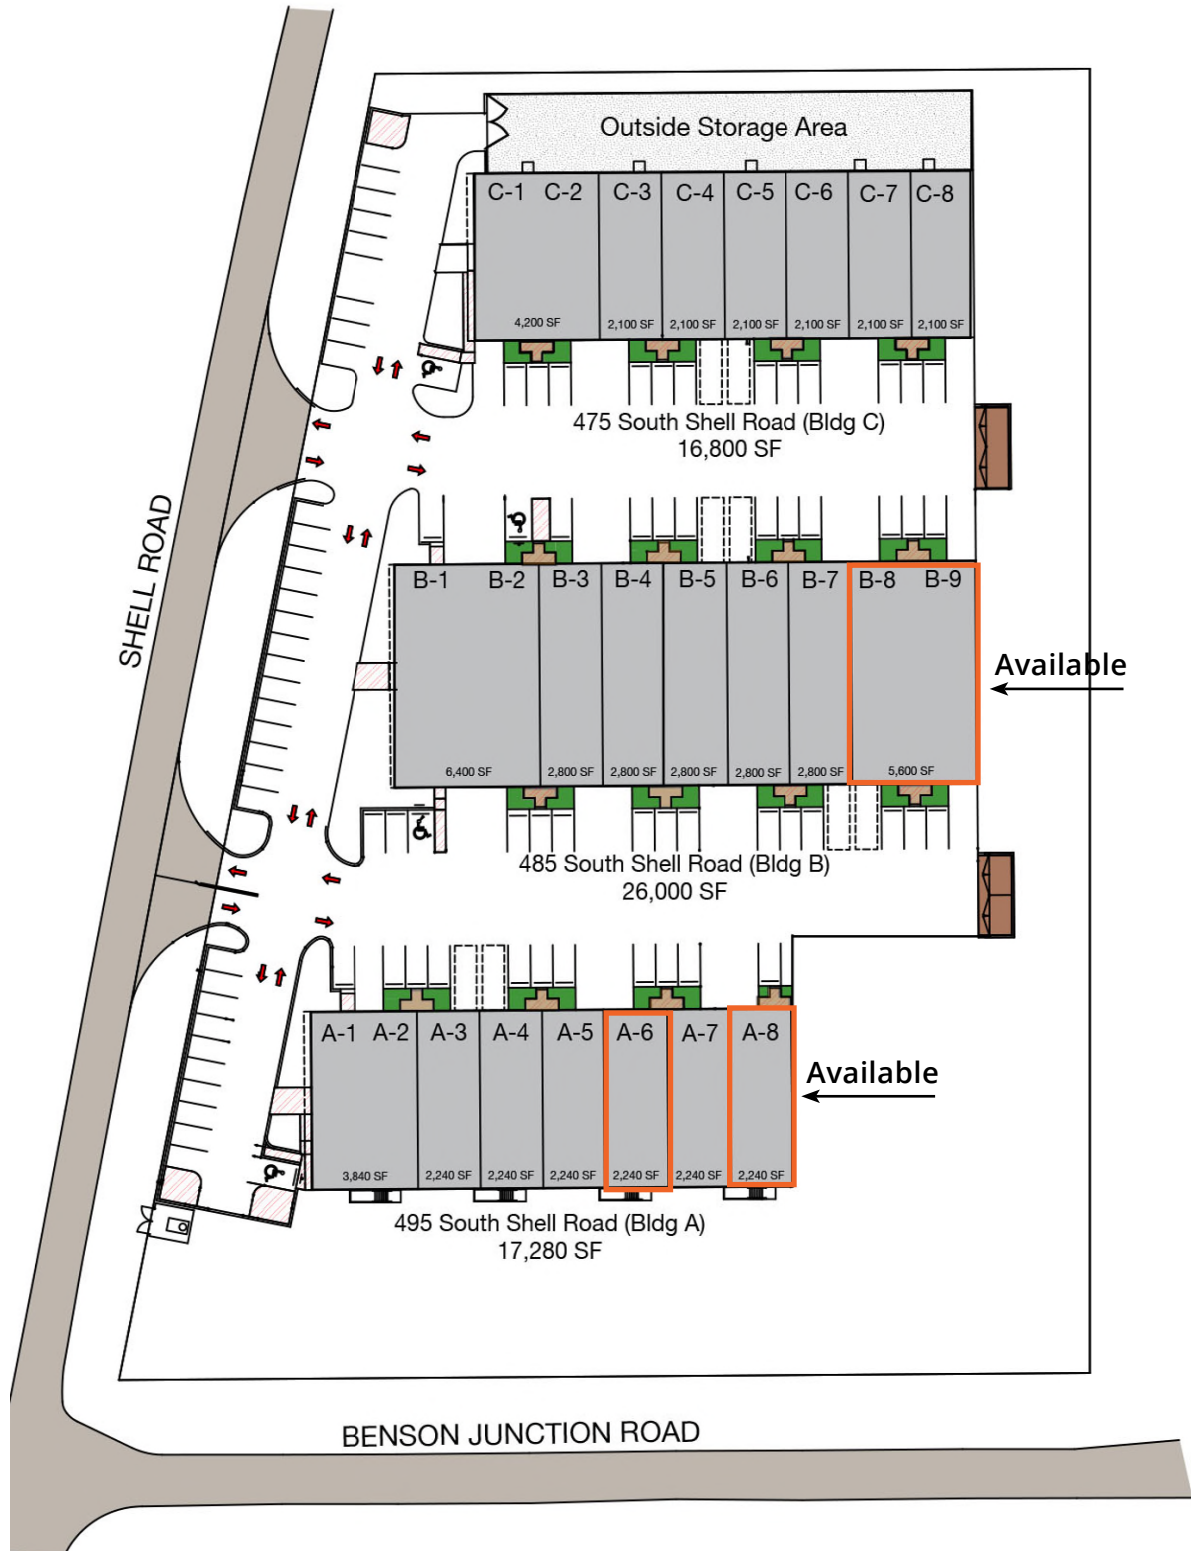 Outside Storage Area
C-1 C-2 C-3 C-4 C-5 C-6 C-7 C-8
4,200 SF 2,100 SF 2,100 SF 2,100 SF 2,100 SF 2,100 SF 2,100 SF
475 South Shell Road (Bldg C)
16,800 SF
SHELL ROAD
B-1 B-2 B-3 B-4 B-5 B-6 B-7 B-8 B-9
Available
6,400 SF 2,800 SF 2,800 SF 2,800 SF 2,800 SF 2,800 SF 5,600 SF
485 South Shell Road (Bldg B)
26,000 SF
A-1 A-2 A-3 A-4 A-5 A-6 A-7 A-8
Available
3,840 SF 2,240 SF 2,240 SF 2,240 SF 2,240 SF 2,240 SF 2,240 SF
495 South Shell Road (Bldg A)
17,280 SF
BENSON JUNCTION ROAD